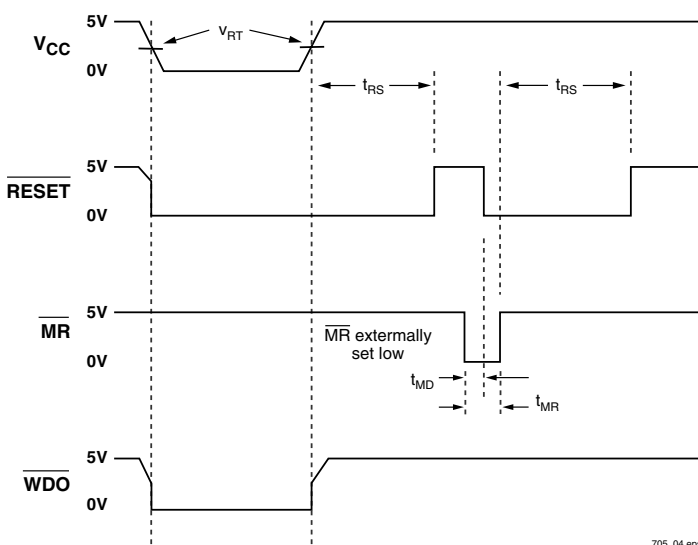 5V
VCC
VRT
0V
tRS
tRS
5V
RESET
0V
5V
MR
0V
MR extermally
set low
tMD
tMR
5V
WDO
0V